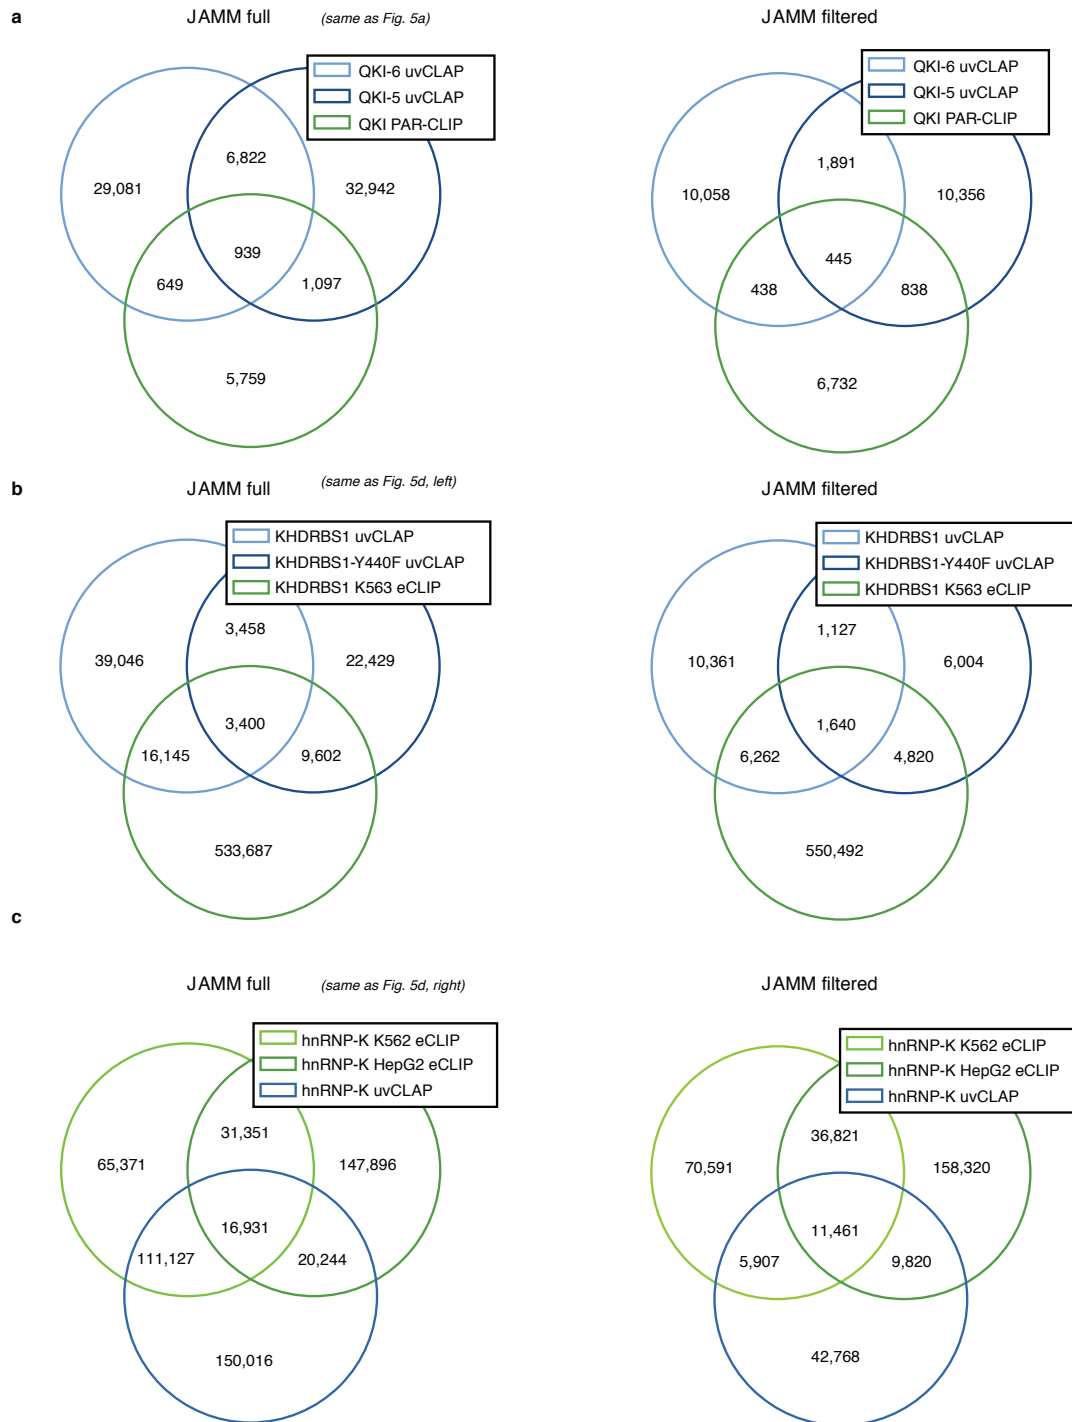 a
JAMM full
(same as Fig. 5a)
JAMM filtered
QKI-6 uvCLAP
QKI-5 uvCLAP
QKI PAR-CLIP
6,822
29,081
32,942
939
649
1,097
5,759
QKI-6 uvCLAP
QKI-5 uvCLAP
QKI PAR-CLIP
1,891
10,058
10,356
445
438
838
6,732
b
JAMM full
(same as Fig. 5d, left)
JAMM filtered
KHDRBS1 uvCLAP
KHDRBS1-Y440F uvCLAP
KHDRBS1 K563 eCLIP
3,458
39,046
22,429
3,400
16,145
9,602
533,687
KHDRBS1 uvCLAP
KHDRBS1-Y440F uvCLAP
KHDRBS1 K563 eCLIP
1,127
10,361
6,004
1,640
6,262
4,820
550,492
c
JAMM full
(same as Fig. 5d, right)
JAMM filtered
hnRNP-K K562 eCLIP
hnRNP-K HepG2 eCLIP
hnRNP-K uvCLAP
31,351
65,371
147,896
16,931
111,127
20,244
150,016
hnRNP-K K562 eCLIP
hnRNP-K HepG2 eCLIP
hnRNP-K uvCLAP
36,821
70,591
158,320
11,461
5,907
9,820
42,768